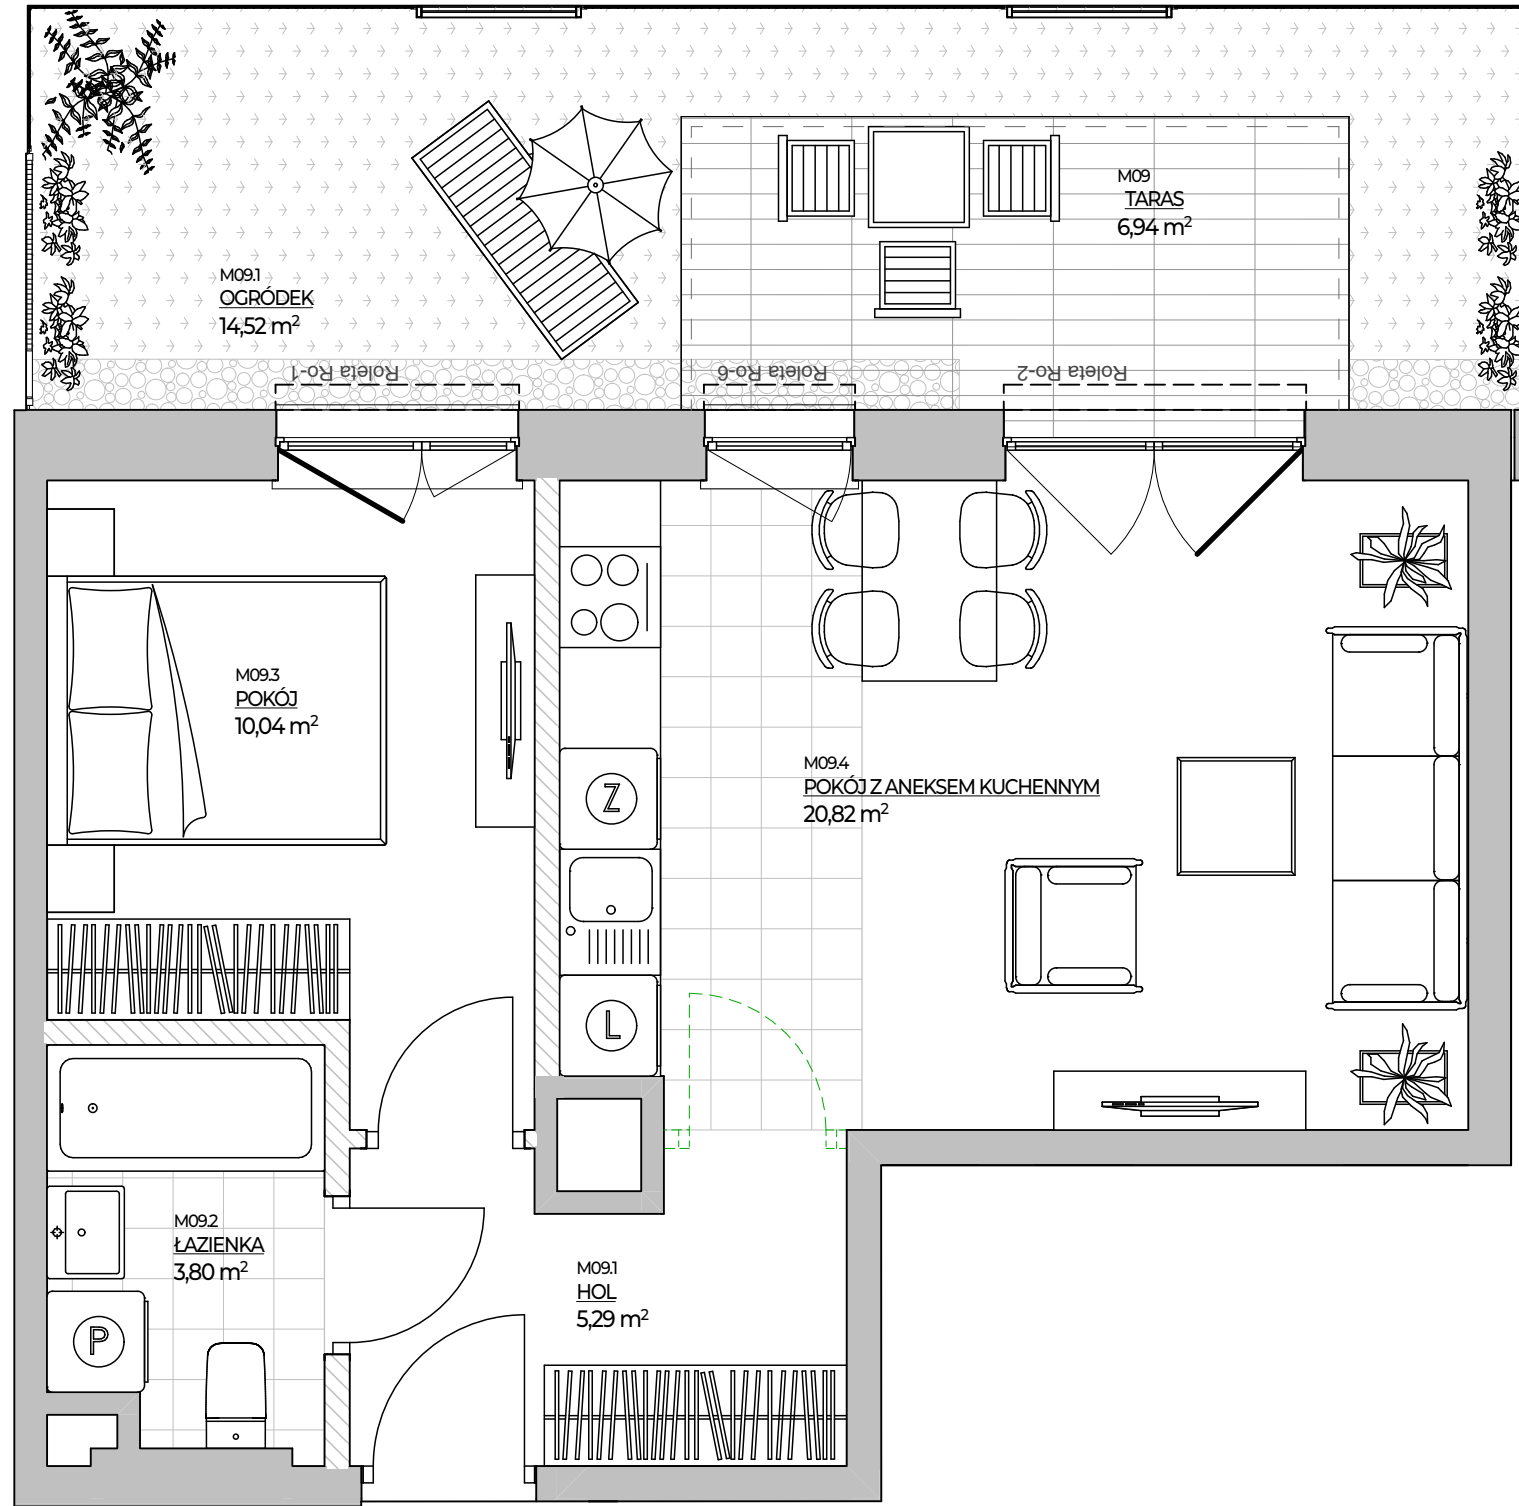 M09
TARAS
6,94 m²
M09.1
OGRÓDEK
14,52 m²
Roleta Ro-1
Roleta Ro-6
Roleta Ro-2
M09.3
POKÓJ
10,04 m²
Z
M09.4
POKÓJ Z ANEKSEM KUCHENNYM
20,82 m²
L
M09.2
ŁAZIENKA
3,80 m²
M09.1
HOL
5,29 m²
P